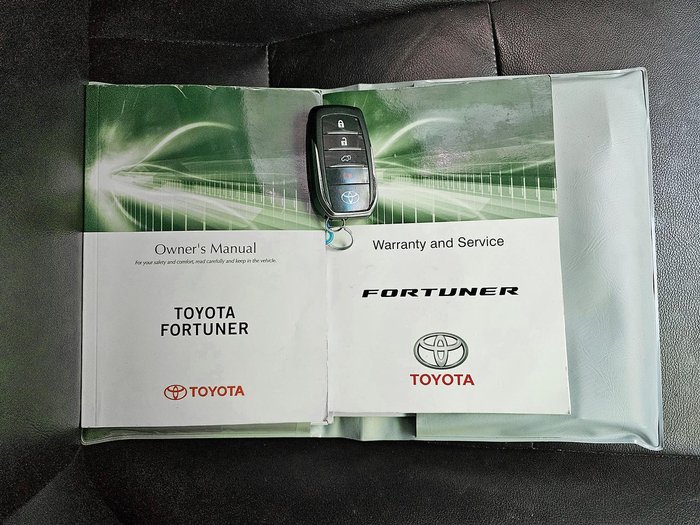 Owner's Manual
For your safety and comfort, read carefully and keep in the vehicle.
TOYOTA
FORTUNER
TOYOTA
Warranty and Service
FORTUNER
TOYOTA